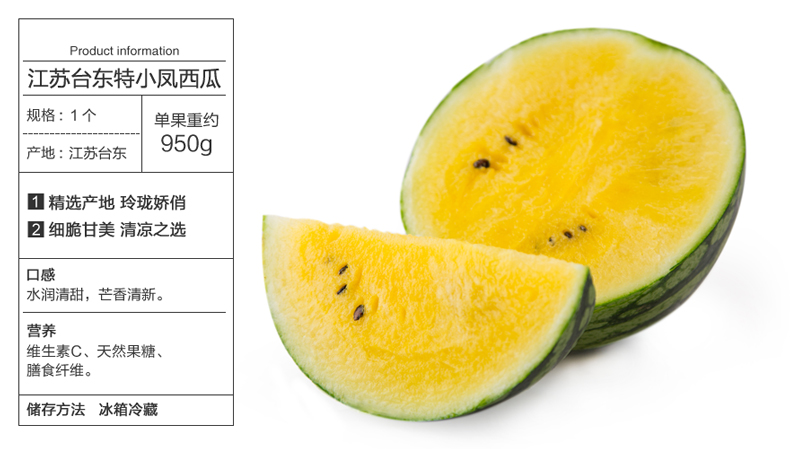 Product information
江苏台东特小凤西瓜
规格：1个
产地：江苏台东
单果重约
950g
1 精选产地 玲珑娇俏
2 细脆甘美 清凉之选
口感
水润清甜，芒香清新。
营养
维生素C、天然果糖、
膳食纤维。
储存方法 冰箱冷藏